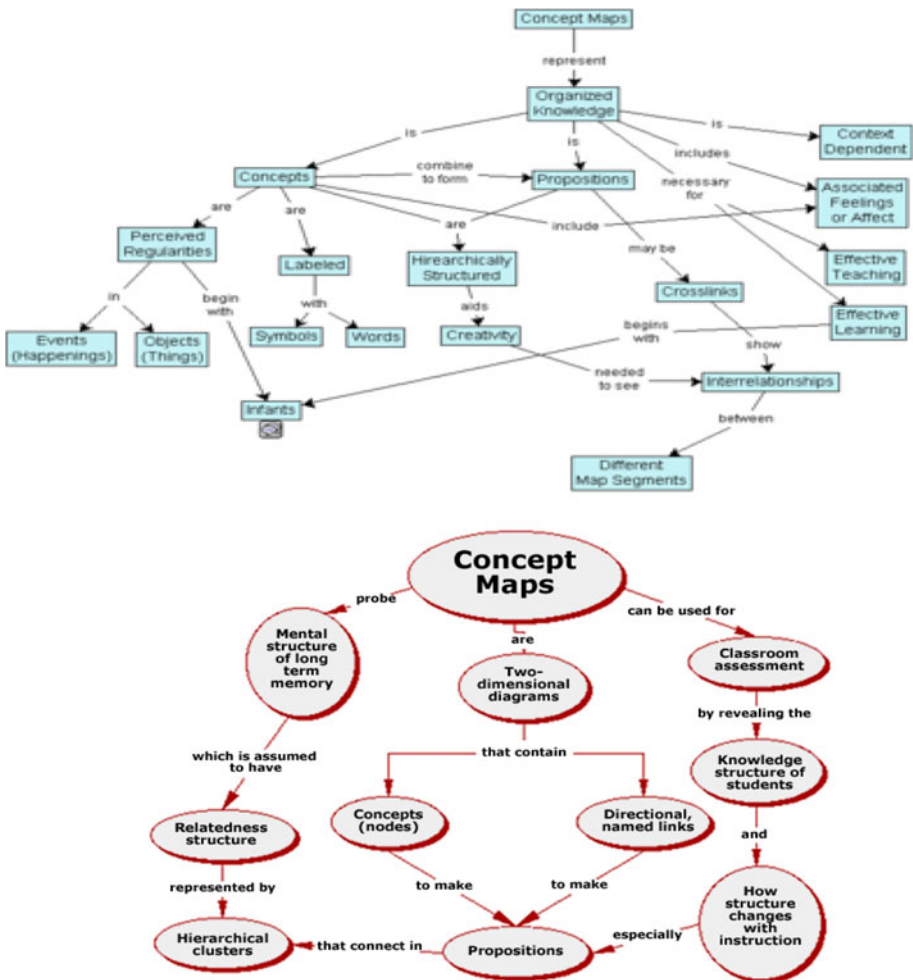 Concept Maps
represent
Organized
Knowledge
is
is
is
includes
necessary
for
Context
Dependent
Concepts
combine
to form
Propositions
Associated
Feelings
or Affect
are
are
are
include
may be
Perceived
Regularities
Labeled
Hirearchically
Structured
Effective
Teaching
Crosslinks
in
begin
with
with
aids
begins
with
show
Effective
Learning
Events
(Happenings)
Objects
(Things)
Symbols
Words
Creativity
needed
to see
Interrelationships
Infants
between
Different
Map Segments
Concept
Maps
probe
are
can be used for
Mental
structure
of long
term
memory
Two-
dimensional
diagrams
Classroom
assessment
by revealing the
which is assumed
to have
that contain
Knowledge
structure of
students
Relatedness
structure
Concepts
(nodes)
Directional,
named links
and
represented by
to make
to make
How
structure
changes
with
instruction
Hierarchical
clusters
that connect in
Propositions
especially